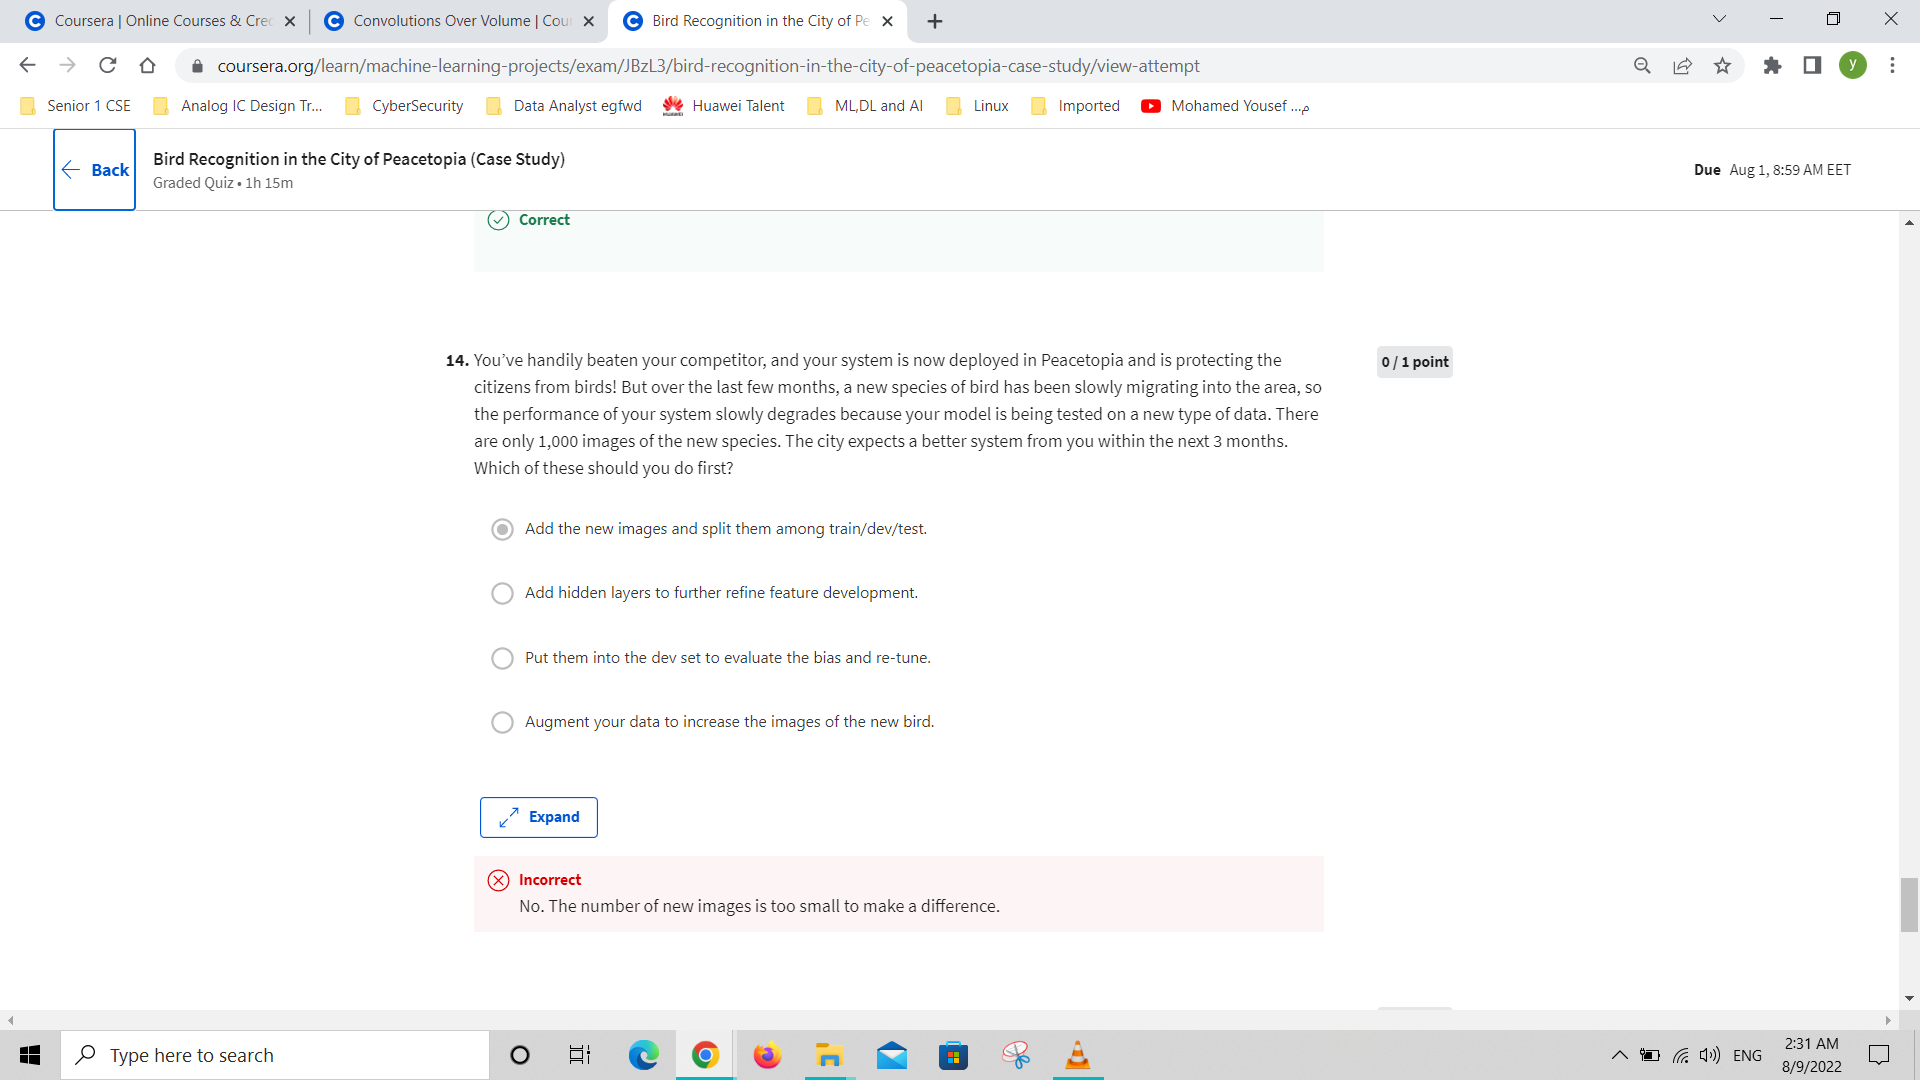 Coursera | Online Courses & Crec
Convolutions Over Volume | Cour
Bird Recognition in the City of Pe
coursera.org/learn/machine-learning-projects/exam/JBzL3/bird-recognition-in-the-city-of-peacetopia-case-study/view-attempt
y
Senior 1 CSE
Analog IC Design Tr...
CyberSecurity
Data Analyst egfwd
Huawei Talent
ML,DL and AI
Linux
Imported
Mohamed Yousef ...م
Back
Bird Recognition in the City of Peacetopia (Case Study)
Graded Quiz • 1h 15m
Due Aug 1, 8:59 AM EET
Correct
14. You've handily beaten your competitor, and your system is now deployed in Peacetopia and is protecting the
citizens from birds! But over the last few months, a new species of bird has been slowly migrating into the area, so
the performance of your system slowly degrades because your model is being tested on a new type of data. There
are only 1,000 images of the new species. The city expects a better system from you within the next 3 months.
Which of these should you do first?
0 / 1 point
Add the new images and split them among train/dev/test.
Add hidden layers to further refine feature development.
Put them into the dev set to evaluate the bias and re-tune.
Augment your data to increase the images of the new bird.
Expand
Incorrect
No. The number of new images is too small to make a difference.
Type here to search
ENG
2:31 AM
8/9/2022